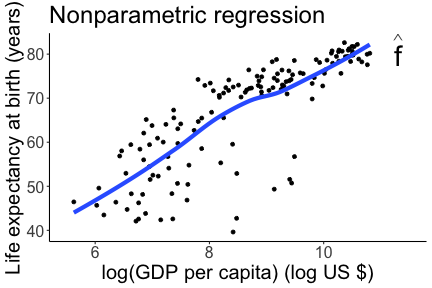 Nonparametric regression
Life expectancy at birth (years)
80
70
60
50
40
f̂
6
8
10
log(GDP per capita) (log US $)